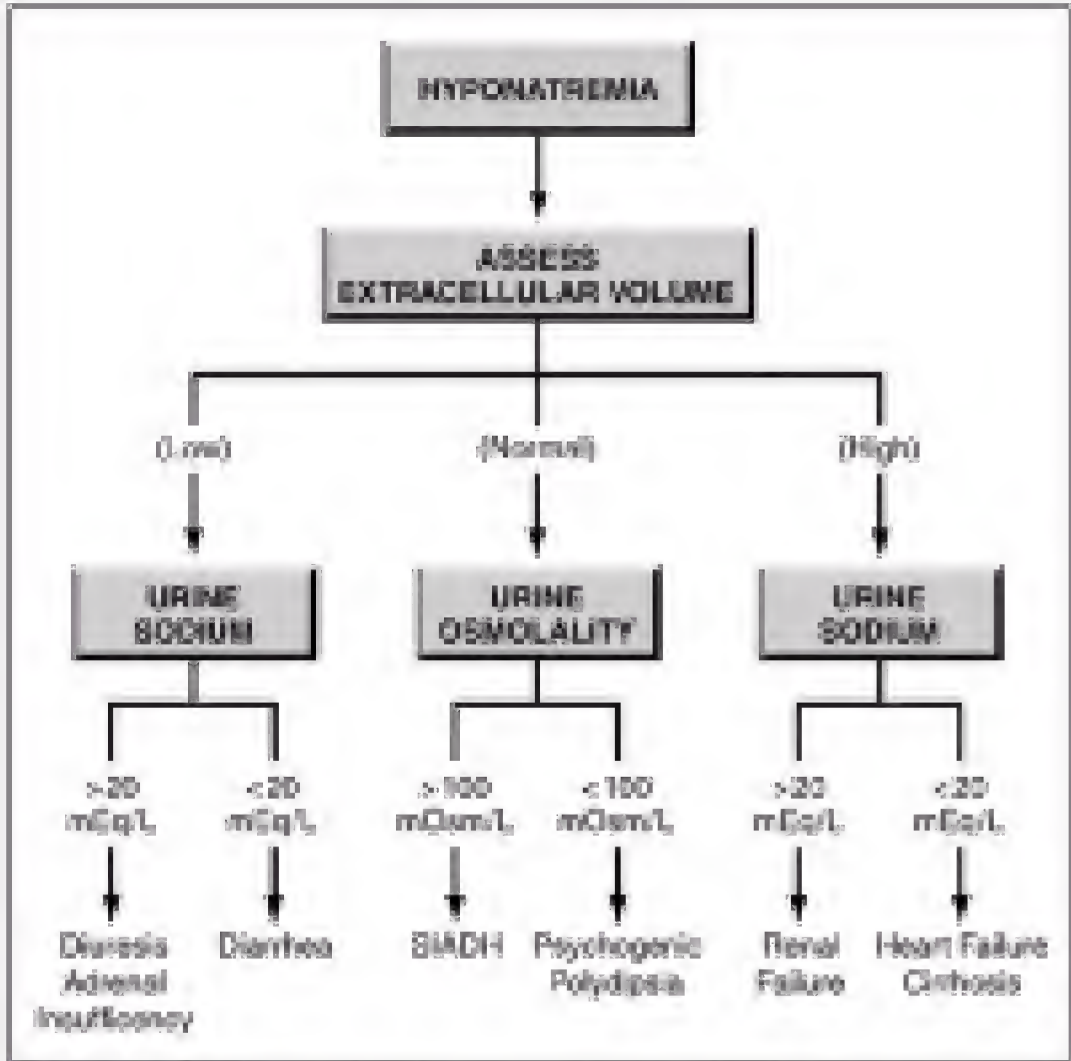 HYPONATREMIA
ASSESS
EXTRACELLULAR VOLUME
(Low)
(Normal)
(High)
URINE
SODIUM
URINE
OSMOLALITY
URINE
SODIUM
>20
mEq/L
<20
mEq/L
>100
mOsm/L
<100
mOsm/L
>20
mEq/L
<20
mEq/L
Diuresis
Adrenal
Insufficency
Diarrhea
SIADH
Psychogenic
Polydipsia
Renal
Failure
Heart Failure
Cirrhosis